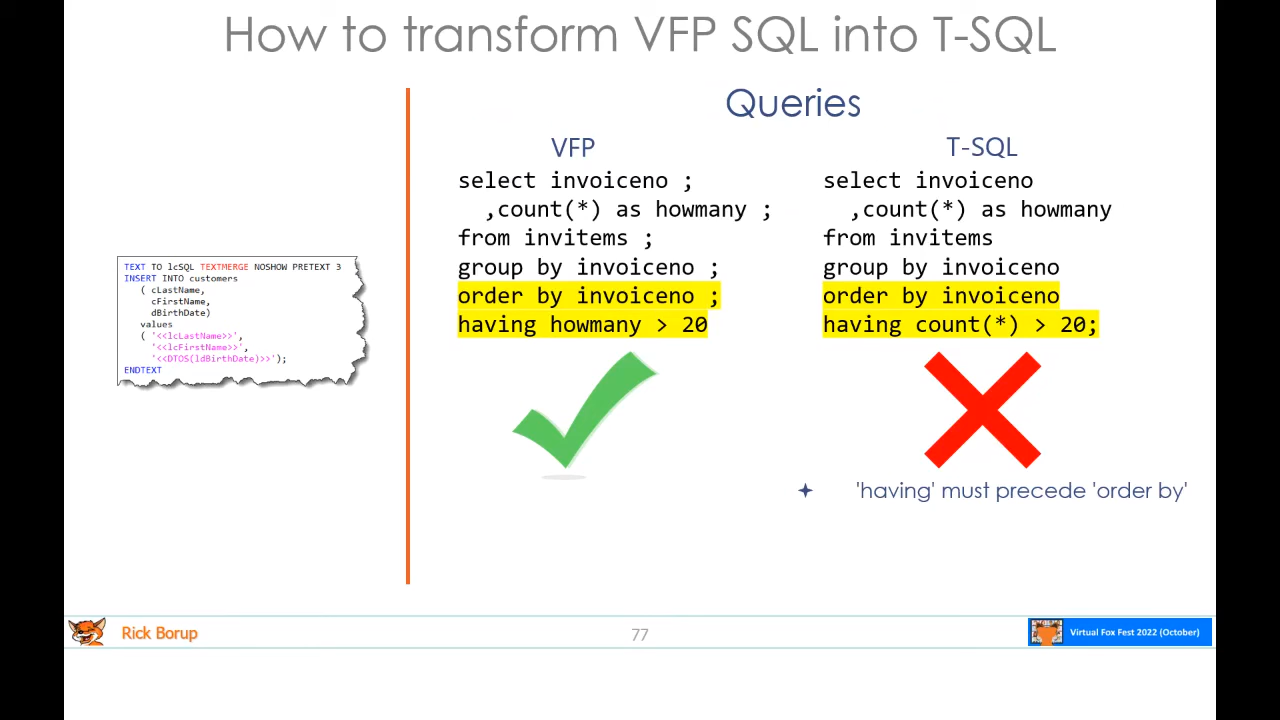 How to transform VFP SQL into T-SQL
TEXT TO lcSQL TEXTMERGE NOSHOW PRETEXT 3
INSERT INTO customers
( cLastName,
cFirstName,
dBirthDate)
values
( '<<lcLastName>>',
'<<lcFirstName>>',
'<<DTOS(ldBirthDate)>>');
ENDTEXT
Queries
VFP
select invoiceno ;
,count(*) as howmany ;
from invitems ;
group by invoiceno ;
order by invoiceno ;
having howmany > 20
T-SQL
select invoiceno
,count(*) as howmany
from invitems
group by invoiceno
order by invoiceno
having count(*) > 20;
'having' must precede 'order by'
Rick Borup
77
Virtual Fox Fest 2022 (October)